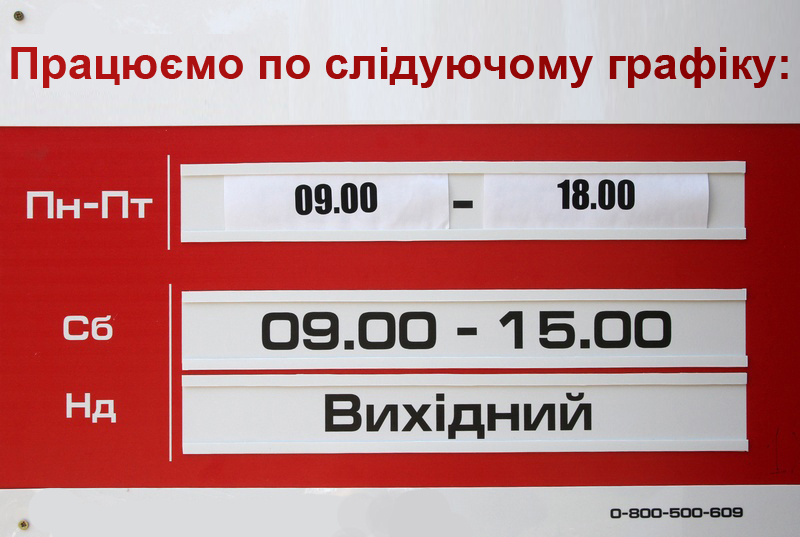 Працюємо по слідуючому графіку:
Пн-Пт 09.00 - 18.00
Сб 09.00 - 15.00
Нд Вихідний
0-800-500-609